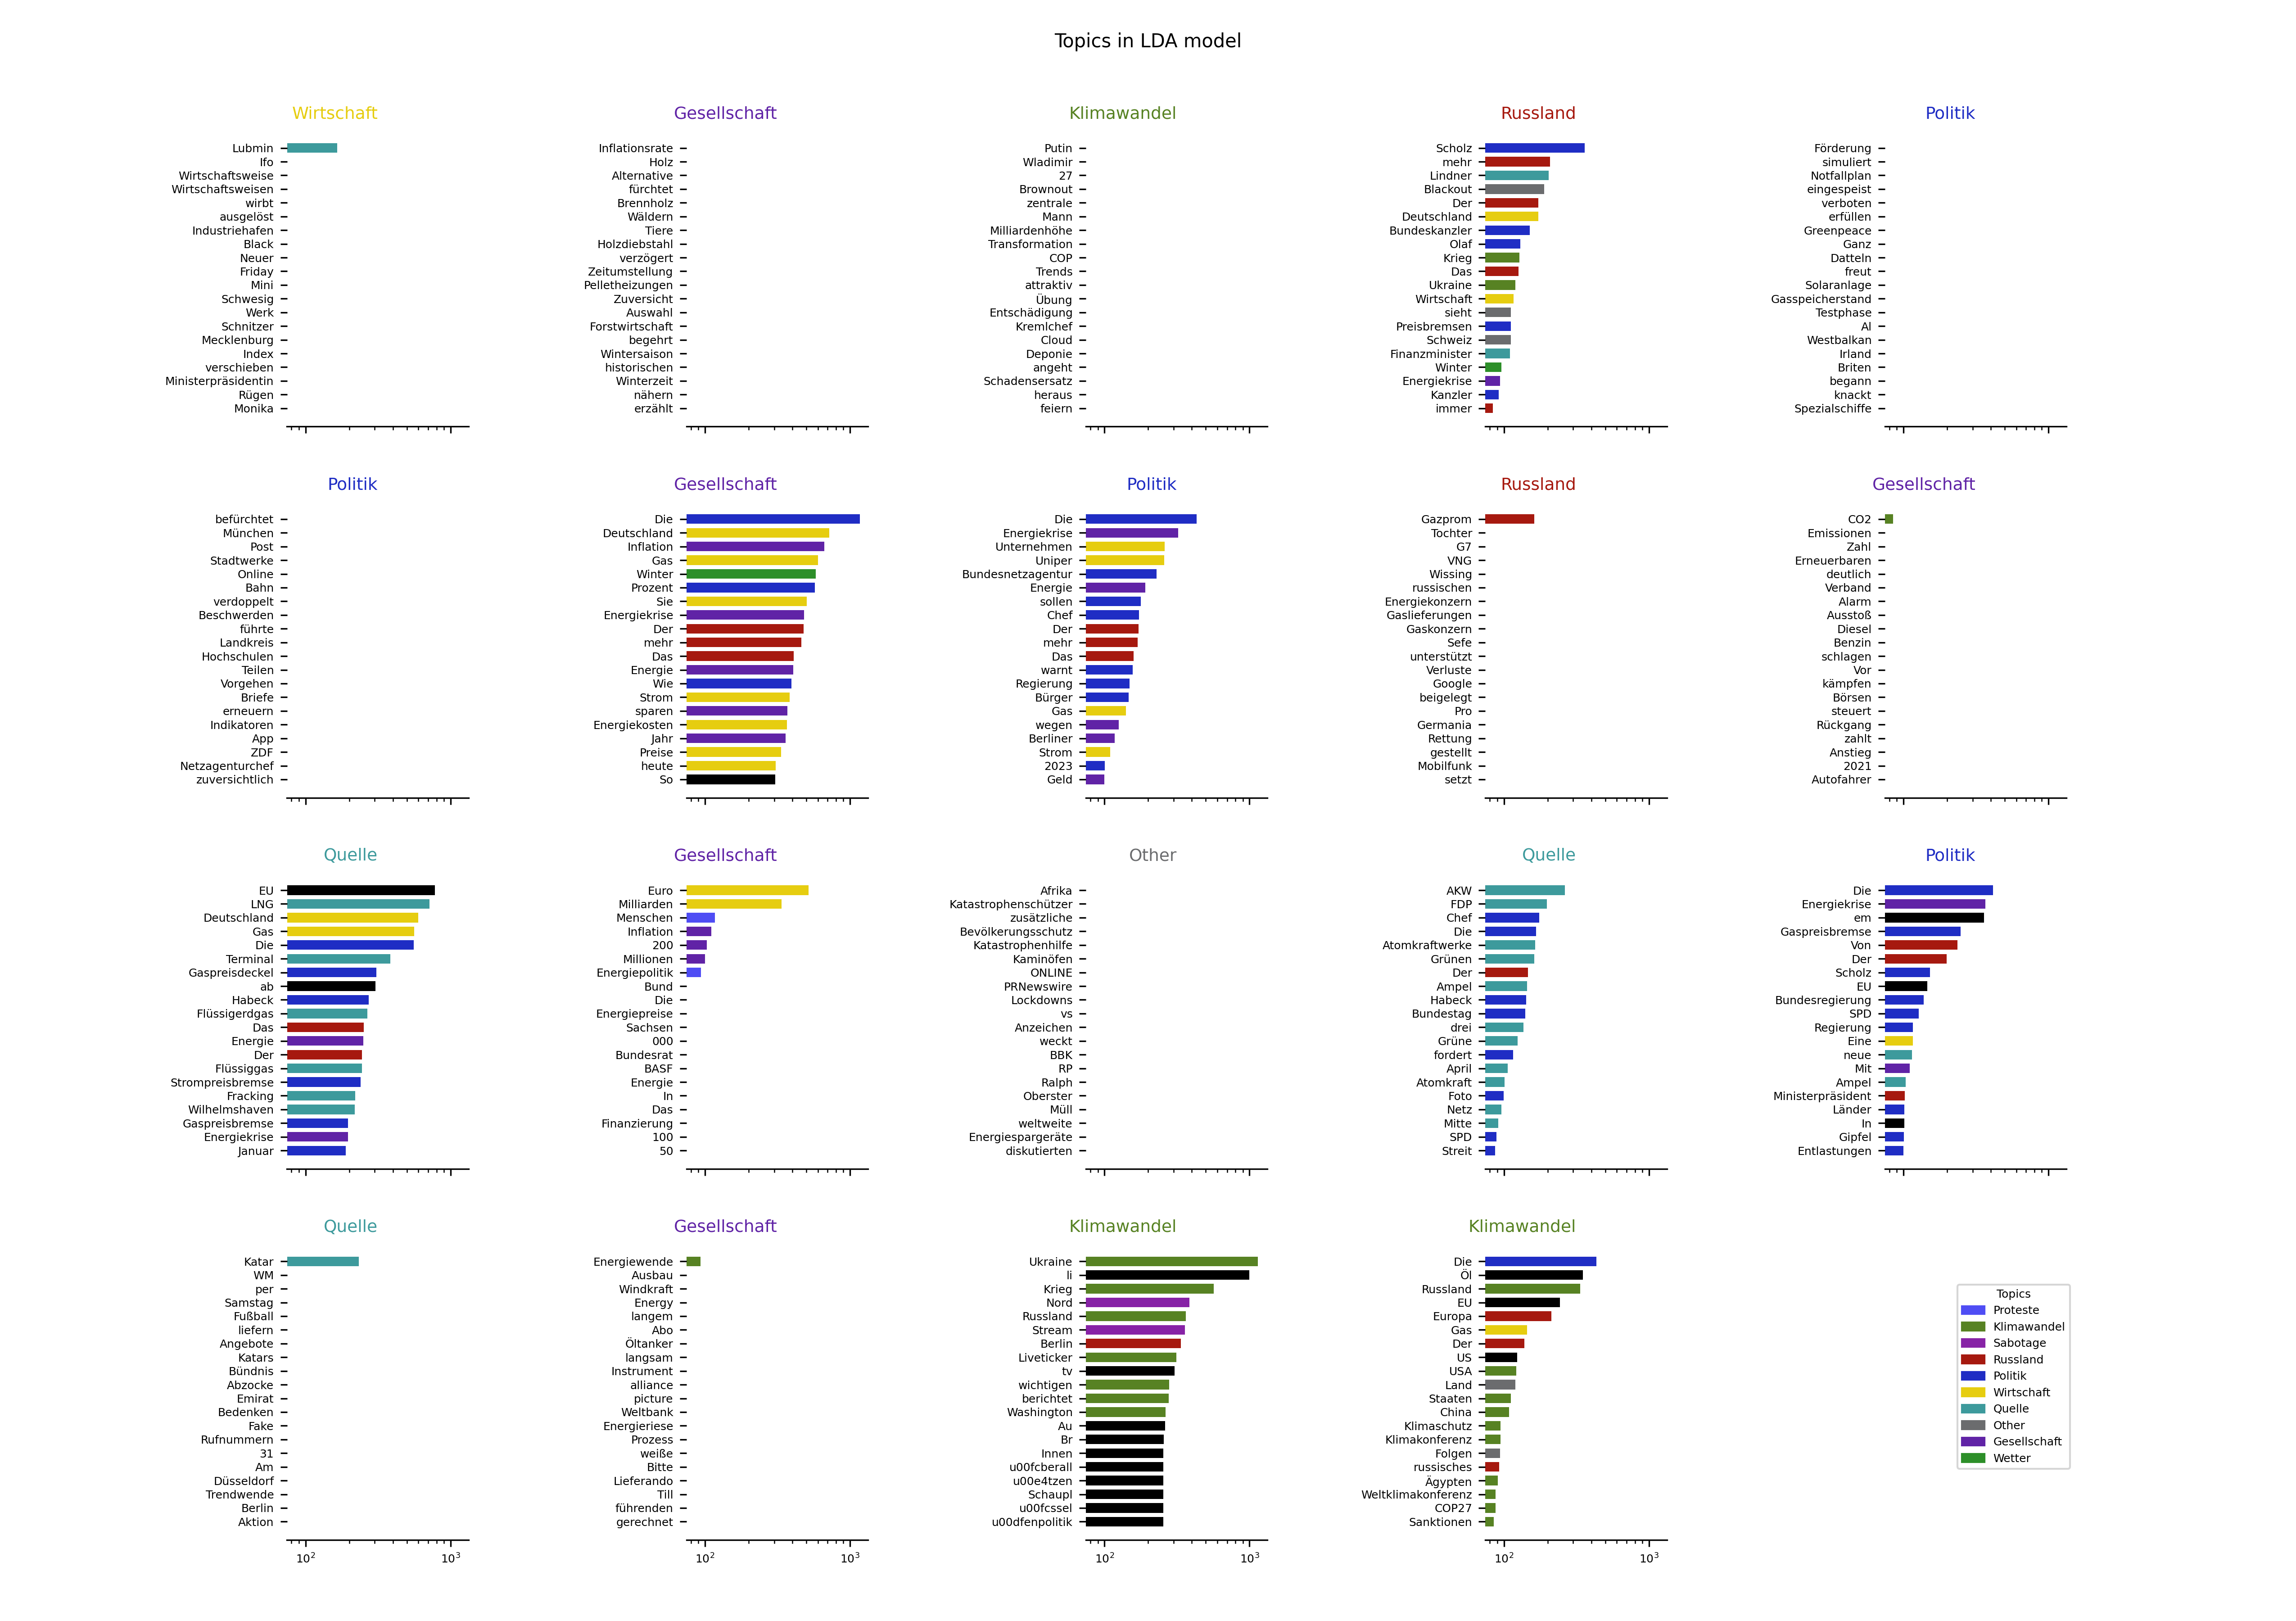 Topics in LDA model
Wirtschaft
Lubmin
Ifo
Wirtschaftsweise
Wirtschaftsweisen
wirbt
ausgelöst
Industriehafen
Black
Neuer
Friday
Mini
Schwesig
Werk
Schnitzer
Mecklenburg
Index
verschieben
Ministerpräsidentin
Rügen
Monika
Gesellschaft
Inflationsrate
Holz
Alternative
fürchtet
Brennholz
Wäldern
Tiere
Holzdiebstahl
verzögert
Zeitumstellung
Pelletheizungen
Zuversicht
Auswahl
Forstwirtschaft
begehrt
Wintersaison
historischen
Winterzeit
nähern
erzählt
Klimawandel
Putin
Wladimir
27
Brownout
zentrale
Mann
Milliardenhöhe
Transformation
COP
Trends
attraktiv
Übung
Entschädigung
Kremlchef
Cloud
Deponie
angeht
Schadensersatz
heraus
feiern
Russland
Scholz
mehr
Lindner
Blackout
Der
Deutschland
Bundeskanzler
Olaf
Krieg
Das
Ukraine
Wirtschaft
sieht
Preisbremsen
Schweiz
Finanzminister
Winter
Energiekrise
Kanzler
immer
Politik
Förderung
simuliert
Notfallplan
eingespeist
verboten
erfüllen
Greenpeace
Ganz
Datteln
freut
Solaranlage
Gasspeicherstand
Testphase
Al
Westbalkan
Irland
Briten
begann
knackt
Spezialschiffe
Politik
befürchtet
München
Post
Stadtwerke
Online
Bahn
verdoppelt
Beschwerden
führte
Landkreis
Hochschulen
Teilen
Vorgehen
Briefe
erneuern
Indikatoren
App
ZDF
Netzagenturchef
zuversichtlich
Gesellschaft
Die
Deutschland
Inflation
Gas
Winter
Prozent
Sie
Energiekrise
Der
mehr
Das
Energie
Wie
Strom
sparen
Energiekosten
Jahr
Preise
heute
So
Politik
Die
Energiekrise
Unternehmen
Uniper
Bundesnetzagentur
Energie
sollen
Chef
Der
mehr
Das
warnt
Regierung
Bürger
Gas
wegen
Berliner
Strom
2023
Geld
Russland
Gazprom
Tochter
G7
VNG
Wissing
russischen
Energiekonzern
Gaslieferungen
Gaskonzern
Sefe
unterstützt
Verluste
Google
beigelegt
Pro
Germania
Rettung
gestellt
Mobilfunk
setzt
Gesellschaft
CO2
Emissionen
Zahl
Erneuerbaren
deutlich
Verband
Alarm
Ausstoß
Diesel
Benzin
schlagen
Vor
kämpfen
Börsen
steuert
Rückgang
zahlt
Anstieg
2021
Autofahrer
Quelle
EU
LNG
Deutschland
Gas
Die
Terminal
Gaspreisdeckel
ab
Habeck
Flüssigerdgas
Das
Energie
Der
Flüssiggas
Strompreisbremse
Fracking
Wilhelmshaven
Gaspreisbremse
Energiekrise
Januar
Gesellschaft
Euro
Milliarden
Menschen
Inflation
200
Millionen
Energiepolitik
Bund
Die
Energiepreise
Sachsen
000
Bundesrat
BASF
Energie
In
Das
Finanzierung
100
50
Other
Afrika
Katastrophenschützer
zusätzliche
Bevölkerungsschutz
Katastrophenhilfe
Kaminöfen
ONLINE
PRNewswire
Lockdowns
vs
Anzeichen
weckt
BBK
RP
Ralph
Oberster
Müll
weltweite
Energiespargeräte
diskutierten
Quelle
AKW
FDP
Chef
Die
Atomkraftwerke
Grünen
Der
Ampel
Habeck
Bundestag
drei
Grüne
fordert
April
Atomkraft
Foto
Netz
Mitte
SPD
Streit
Politik
Die
Energiekrise
em
Gaspreisbremse
Von
Der
Scholz
EU
Bundesregierung
SPD
Regierung
Eine
neue
Mit
Ampel
Ministerpräsident
Länder
In
Gipfel
Entlastungen
Quelle
Katar
WM
per
Samstag
Fußball
liefern
Angebote
Katars
Bündnis
Abzocke
Emirat
Bedenken
Fake
Rufnummern
31
Am
Düsseldorf
Trendwende
Berlin
Aktion
10² 10³
Gesellschaft
Energiewende
Ausbau
Windkraft
Energy
langem
Abo
Öltanker
langsam
Instrument
alliance
picture
Weltbank
Energieriese
Prozess
weiße
Bitte
Lieferando
Till
führenden
gerechnet
10² 10³
Klimawandel
Ukraine
li
Krieg
Nord
Russland
Stream
Berlin
Liveticker
tv
wichtigen
berichtet
Washington
Au
Br
Innen
u00fcberall
u00e4tzen
Schaupl
u00fcssel
u00dfenpolitik
10² 10³
Klimawandel
Die
Öl
Russland
EU
Europa
Gas
Der
US
USA
Land
Staaten
China
Klimaschutz
Klimakonferenz
Folgen
russisches
Ägypten
Weltklimakonferenz
COP27
Sanktionen
10² 10³
Topics
Proteste
Klimawandel
Sabotage
Russland
Politik
Wirtschaft
Quelle
Other
Gesellschaft
Wetter